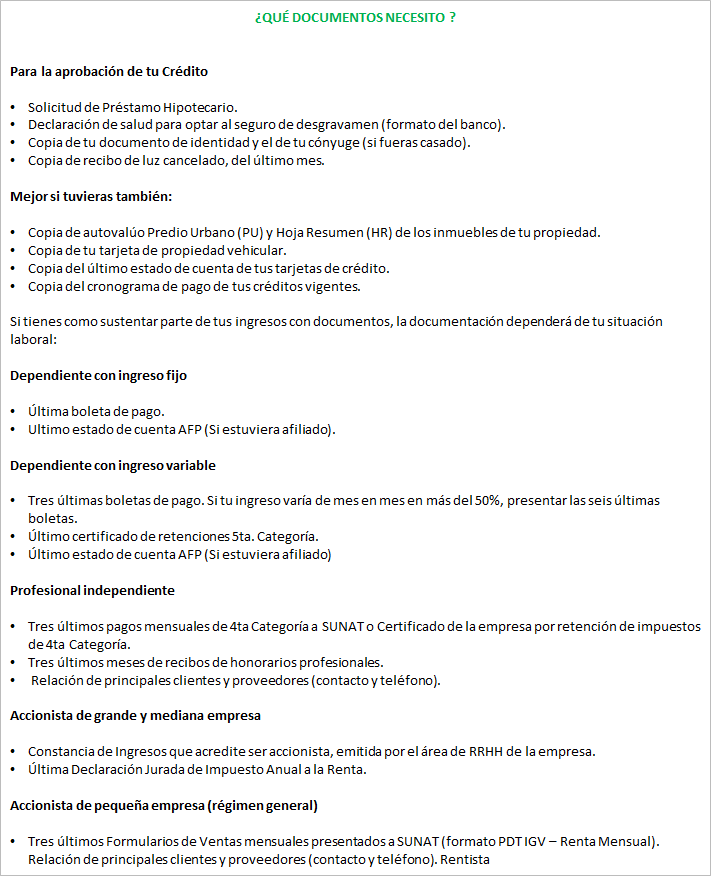 ¿QUÉ DOCUMENTOS NECESITO ?
Para la aprobación de tu Crédito
• Solicitud de Préstamo Hipotecario.
• Declaración de salud para optar al seguro de desgravamen (formato del banco).
• Copia de tu documento de identidad y el de tu cónyuge (si fueras casado).
• Copia de recibo de luz cancelado, del último mes.
Mejor si tuvieras también:
• Copia de autovalúo Predio Urbano (PU) y Hoja Resumen (HR) de los inmuebles de tu propiedad.
• Copia de tu tarjeta de propiedad vehicular.
• Copia del último estado de cuenta de tus tarjetas de crédito.
• Copia del cronograma de pago de tus créditos vigentes.
Si tienes como sustentar parte de tus ingresos con documentos, la documentación dependerá de tu situación
laboral:
Dependiente con ingreso fijo
• Última boleta de pago.
• Ultimo estado de cuenta AFP (Si estuviera afiliado).
Dependiente con ingreso variable
• Tres últimas boletas de pago. Si tu ingreso varía de mes en mes en más del 50%, presentar las seis últimas
boletas.
• Último certificado de retenciones 5ta. Categoría.
• Último estado de cuenta AFP (Si estuviera afiliado)
Profesional independiente
• Tres últimos pagos mensuales de 4ta Categoría a SUNAT o Certificado de la empresa por retención de impuestos
de 4ta Categoría.
• Tres últimos meses de recibos de honorarios profesionales.
• Relación de principales clientes y proveedores (contacto y teléfono).
Accionista de grande y mediana empresa
• Constancia de Ingresos que acredite ser accionista, emitida por el área de RRHH de la empresa.
• Última Declaración Jurada de Impuesto Anual a la Renta.
Accionista de pequeña empresa (régimen general)
• Tres últimos Formularios de Ventas mensuales presentados a SUNAT (formato PDT IGV – Renta Mensual).
Relación de principales clientes y proveedores (contacto y teléfono). Rentista